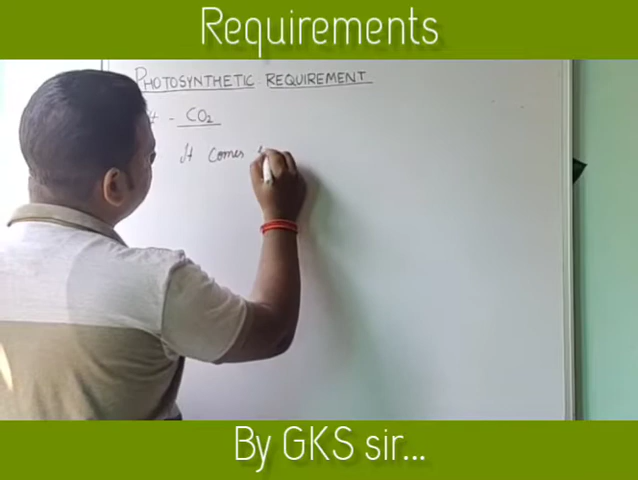 Requirements
PHOTOSYNTHETIC REQUIREMENT
- CO₂
It comes
By GKS sir...